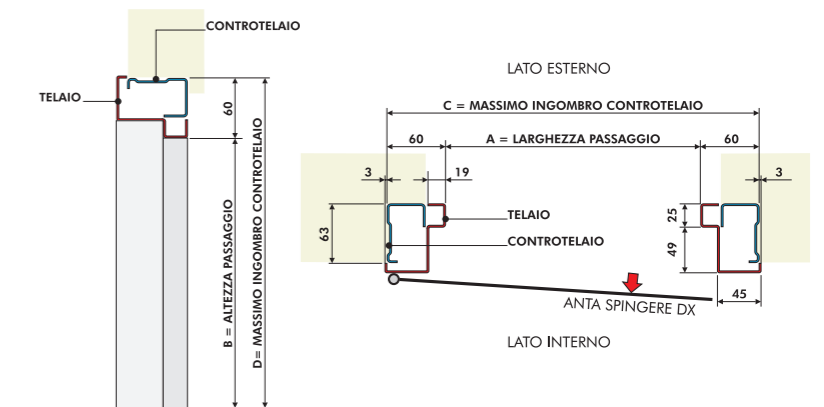 CONTROTELAIO
TELAIO
60
B = ALTEZZA PASSAGGIO
D= MASSIMO INGOMBRO CONTROTELAIO
LATO ESTERNO
C = MASSIMO INGOMBRO CONTROTELAIO
60
A = LARGHEZZA PASSAGGIO
60
3
19
3
63
TELAIO
CONTROTELAIO
25
49
45
ANTA SPINGERE DX
LATO INTERNO